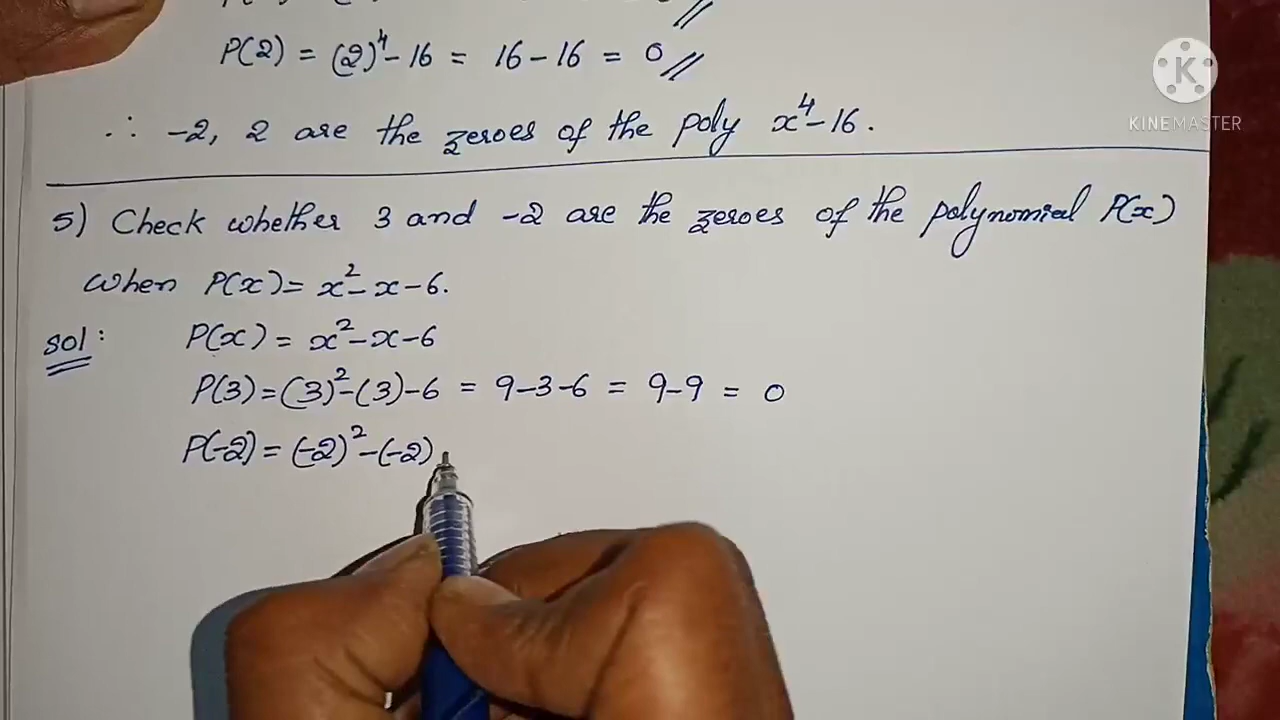 P(2) = (2)⁴ - 16 = 16 - 16 = 0 //
∴ -2, 2 are the zeroes of the poly x⁴ - 16.
5) Check whether 3 and -2 are the zeroes of the polynomial P(x)
when P(x) = x² - x - 6.
Sol: P(x) = x² - x - 6
P(3) = (3)² - (3) - 6 = 9 - 3 - 6 = 9 - 9 = 0
P(-2) = (-2)² - (-2)
K
KINEMASTER